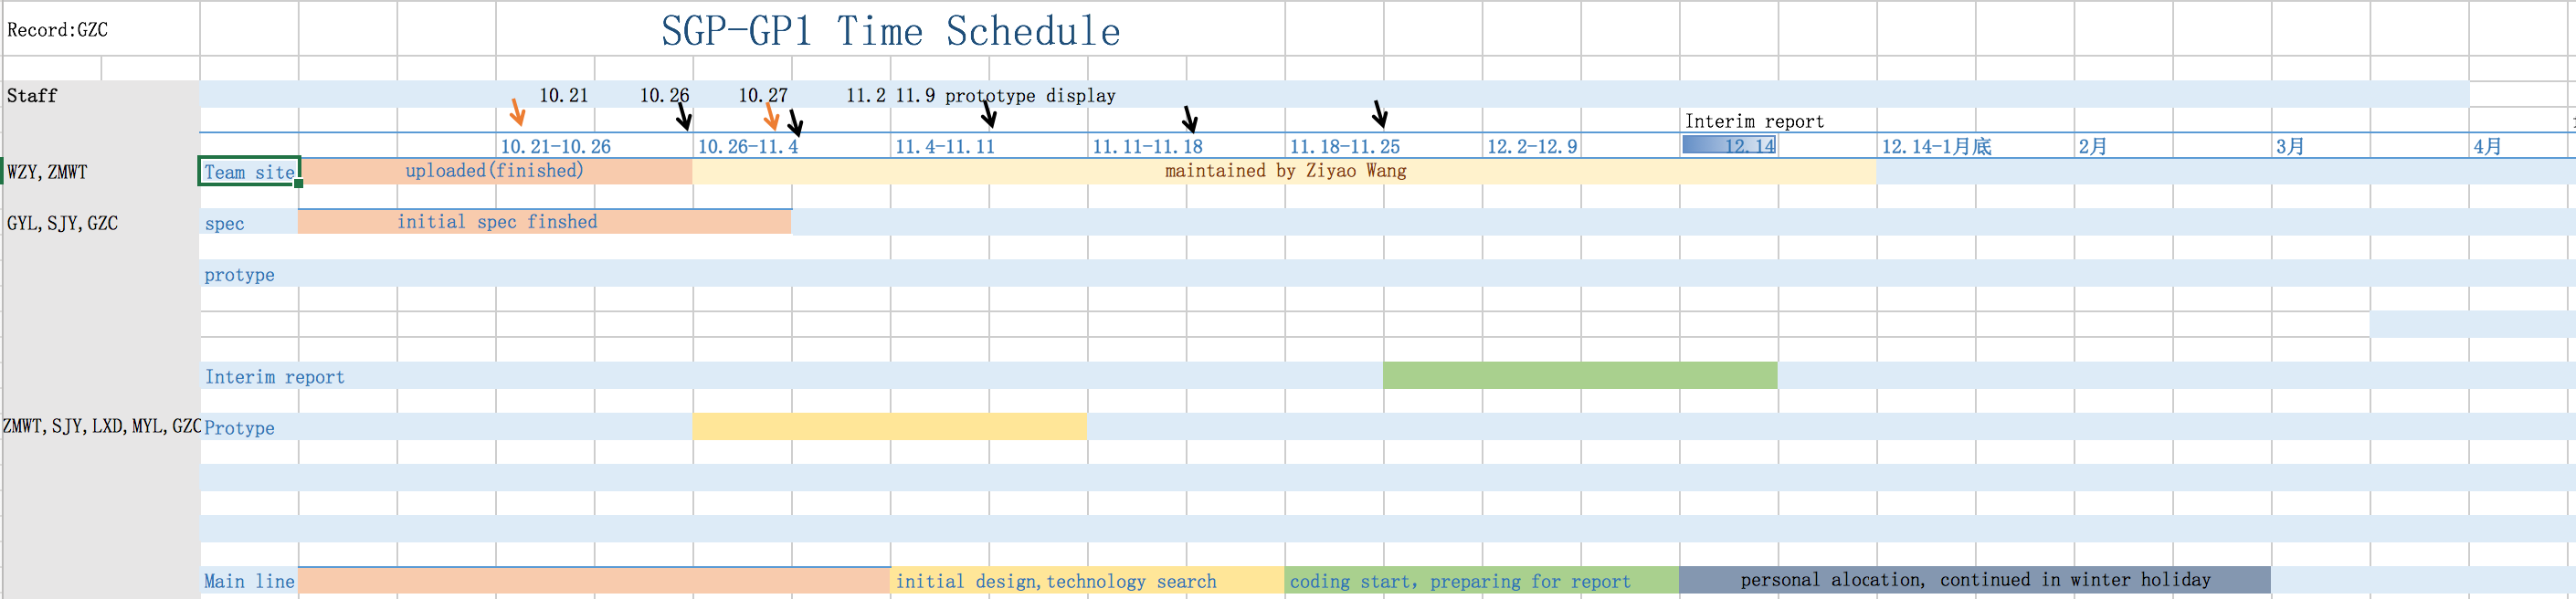 Record:GZC
SGP-GP1 Time Schedule
Staff
10.21 10.26 10.27 11.2 11.9 prototype display
Interim report
10.21-10.26 10.26-11.4 11.4-11.11 11.11-11.18 11.18-11.25 12.2-12.9 12.14 12.14-1月底 2月 3月 4月
WZY,ZMWT Team site uploaded(finished) maintained by Ziyao Wang
GYL,SJY,GZC spec initial spec finshed
protype
Interim report
ZMWT,SJY,LXD,MYL,GZC Protype
Main line initial design,technology search coding start, preparing for report personal alocation, continued in winter holiday